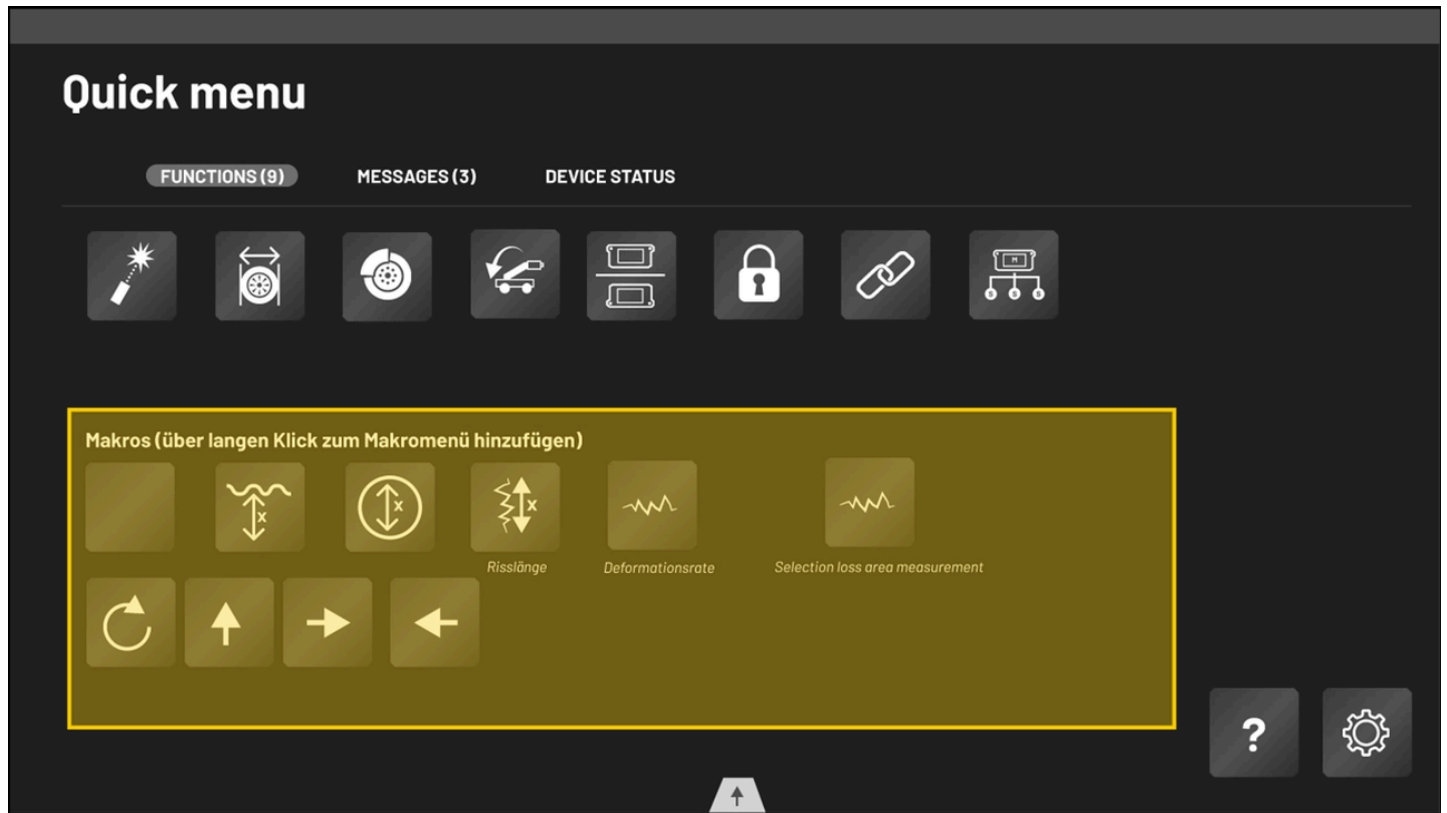 Quick menu
FUNCTIONS (9) MESSAGES (3) DEVICE STATUS
M
S S S
Makros (über langen Klick zum Makromenü hinzufügen)
x x x
Risslänge Deformationsrate Selection loss area measurement
?